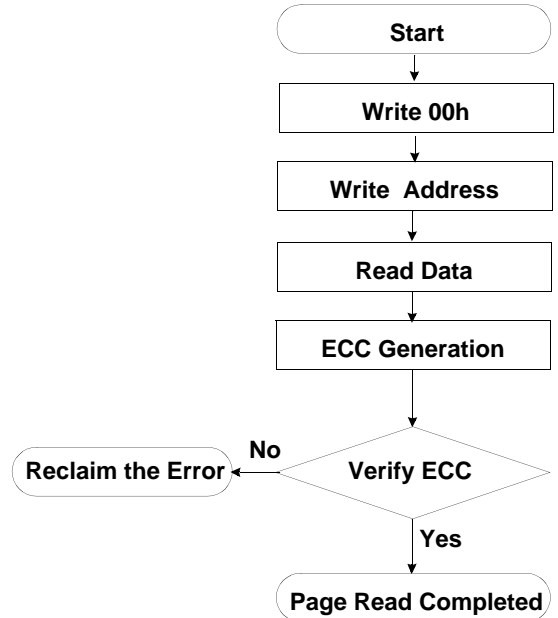 Start
Write 00h
Write Address
Read Data
ECC Generation
No
Reclaim the Error
Verify ECC
Yes
Page Read Completed